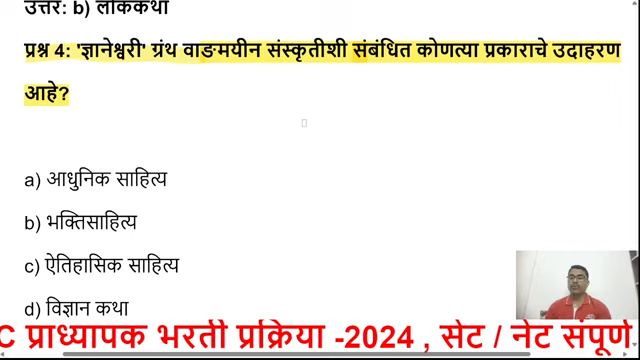 उत्तर: b) लोककथा
प्रश्न 4: 'ज्ञानेश्वरी' ग्रंथ वाङमयीन संस्कृतीशी संबंधित कोणत्या प्रकाराचे उदाहरण
आहे?
a) आधुनिक साहित्य
b) भक्तिसाहित्य
c) ऐतिहासिक साहित्य
d) विज्ञान कथा
C प्राध्यापक भरती प्रक्रिया -2024 , सेट / नेट संपूर्ण